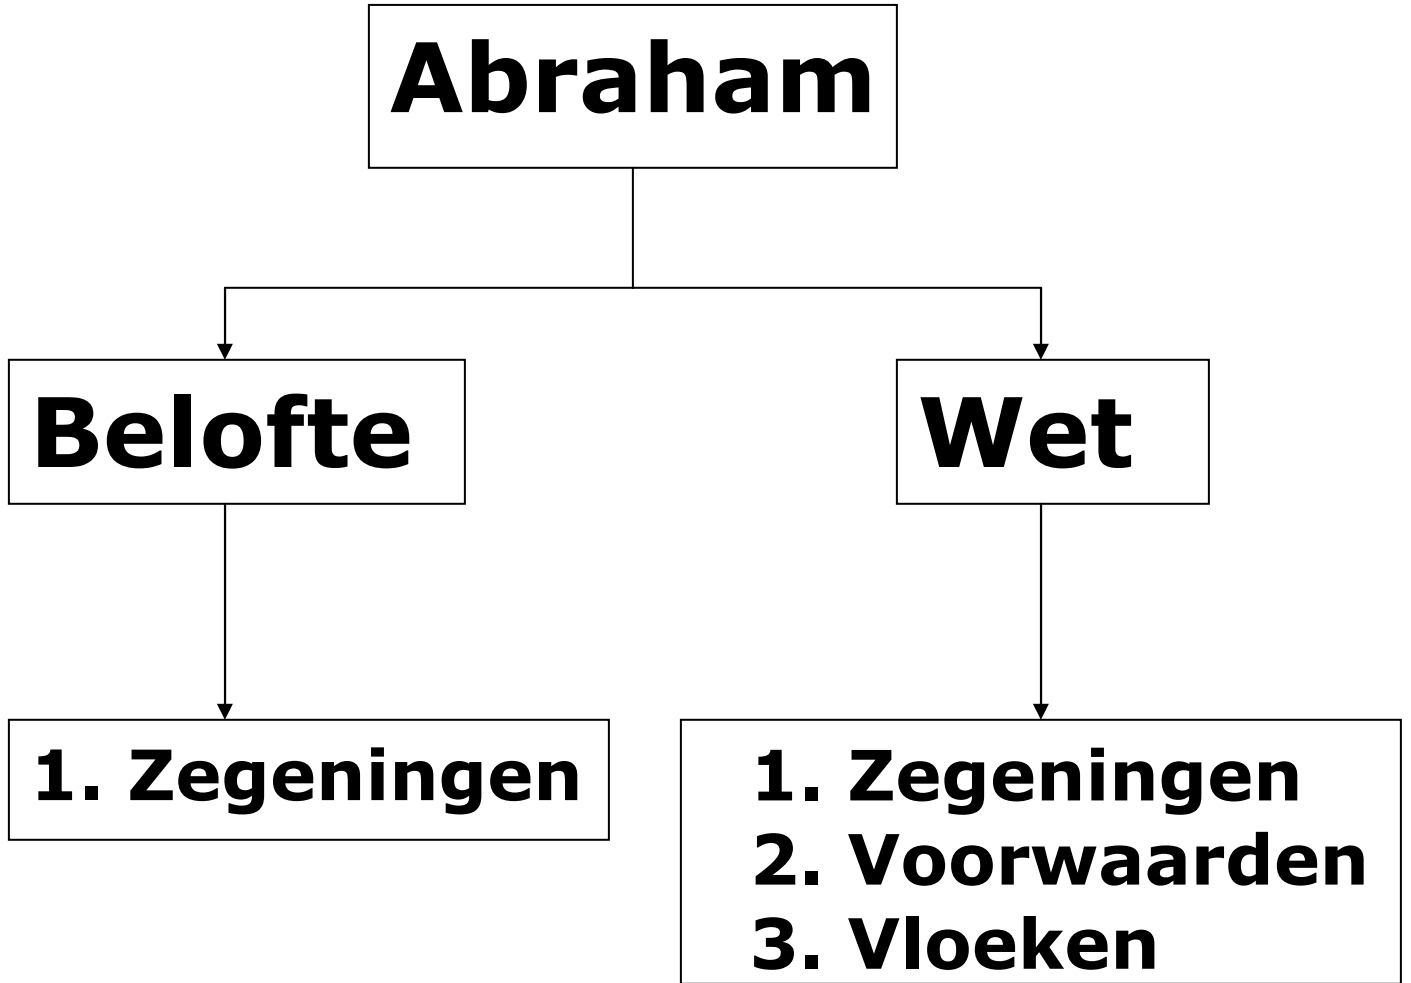 Abraham
Belofte
Wet
1. Zegeningen
1. Zegeningen
2. Voorwaarden
3. Vloeken